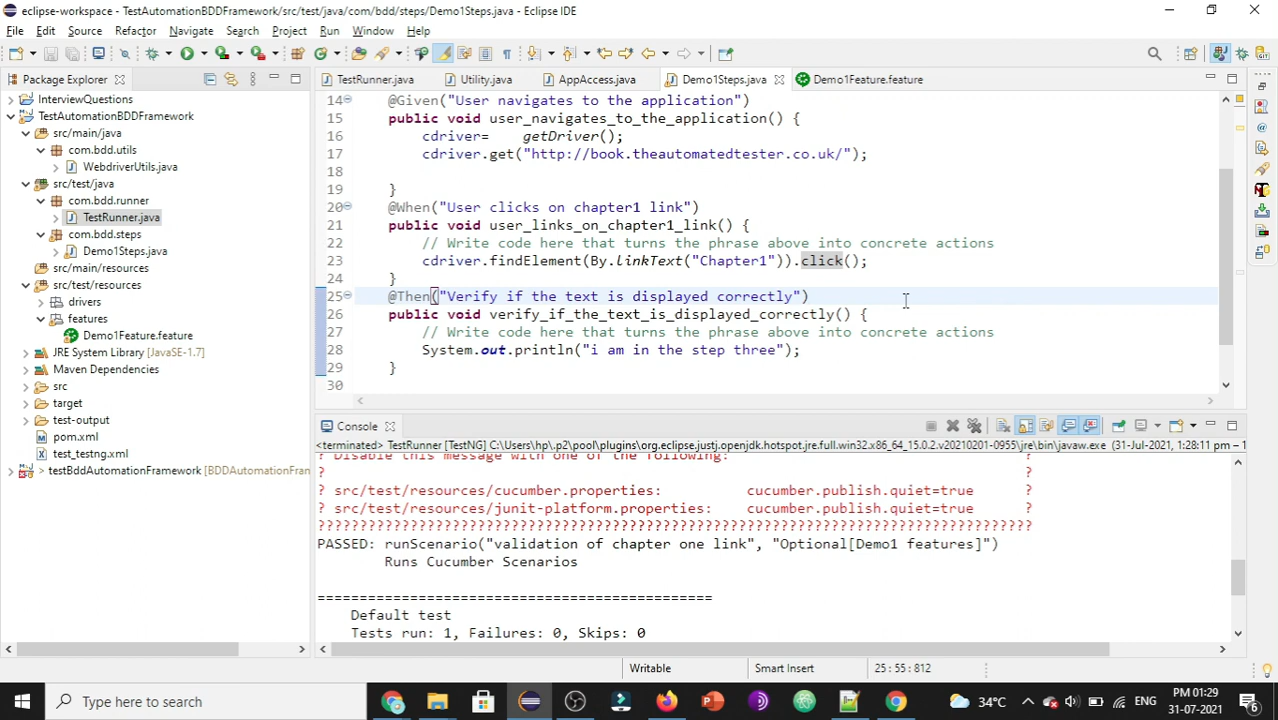 eclipse-workspace - TestAutomationBDDFramework/src/test/java/com/bdd/steps/Demo1Steps.java - Eclipse IDE
File Edit Source Refactor Navigate Search Project Run Window Help
Package Explorer
InterviewQuestions
TestAutomationBDDFramework
src/main/java
com.bdd.utils
WebdriverUtils.java
src/test/java
com.bdd.runner
TestRunner.java
com.bdd.steps
Demo1Steps.java
src/main/resources
src/test/resources
drivers
features
Demo1Feature.feature
JRE System Library [JavaSE-1.7]
Maven Dependencies
src
target
test-output
pom.xml
test_testng.xml
testBddAutomationFramework [BDDAutomationFran
TestRunner.java Utility.java AppAccess.java Demo1Steps.java Demo1Feature.feature
14 @Given("User navigates to the application")
15 public void user_navigates_to_the_application() {
16 cdriver= getDriver();
17 cdriver.get("http://book.theautomatedtester.co.uk/");
18
19 }
20 @When("User clicks on chapter1 link")
21 public void user_links_on_chapter1_link() {
22 // Write code here that turns the phrase above into concrete actions
23 cdriver.findElement(By.linkText("Chapter1")).click();
24 }
25 @Then("Verify if the text is displayed correctly")
26 public void verify_if_the_text_is_displayed_correctly() {
27 // Write code here that turns the phrase above into concrete actions
28 System.out.println("i am in the step three");
29 }
30
Console
<terminated> TestRunner [TestNG] C:\Users\hp\.p2\pool\plugins\org.eclipse.justj.openjdk.hotspot.jre.full.win32.x86_64_15.0.2.v20210201-0955\jre\bin\javaw.exe (31-Jul-2021, 1:28:11 pm – 1
? Disable this message with one of the following: ?
? ?
? src/test/resources/cucumber.properties: cucumber.publish.quiet=true ?
? src/test/resources/junit-platform.properties: cucumber.publish.quiet=true ?
???????????????????????????????????????????????????????????????????????????????????
PASSED: runScenario("validation of chapter one link", "Optional[Demo1 features]")
Runs Cucumber Scenarios
===============================================
Default test
Tests run: 1, Failures: 0, Skips: 0
Writable Smart Insert 25 : 55 : 812
Type here to search
34°C ENG PM 01:29
31-07-2021
6